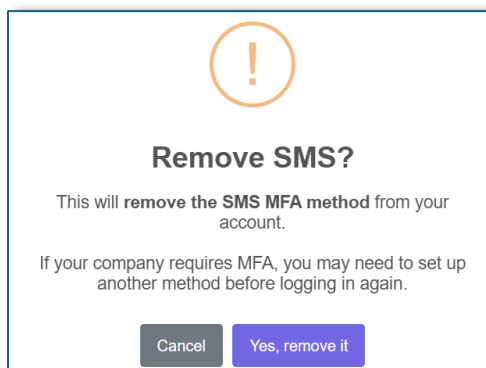 Remove SMS?
This will remove the SMS MFA method from your
account.
If your company requires MFA, you may need to set up
another method before logging in again.
Cancel
Yes, remove it